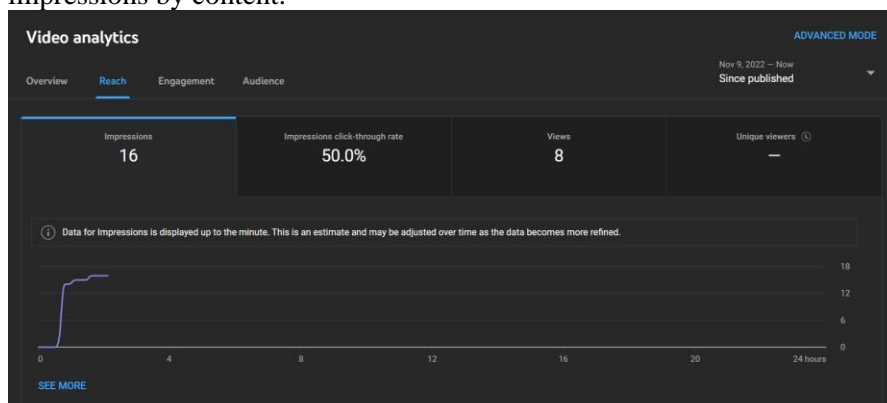 impressions by content.
Video analytics
ADVANCED MODE
Overview Reach Engagement Audience
Nov 9, 2022 – Now
Since published
Impressions Impressions click-through rate Views Unique viewers
16 50.0% 8 —
Data for Impressions is displayed up to the minute. This is an estimate and may be adjusted over time as the data becomes more refined.
18
12
6
0
0 4 8 12 16 20 24 hours
SEE MORE